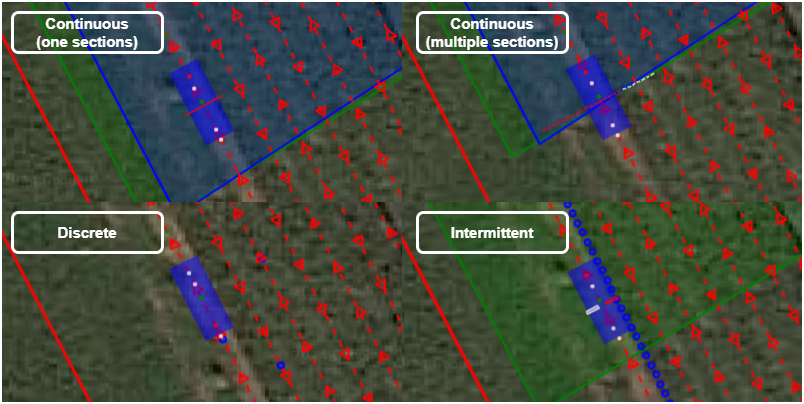 Continuous
(one sections)
Continuous
(multiple sections)
Discrete
Intermittent